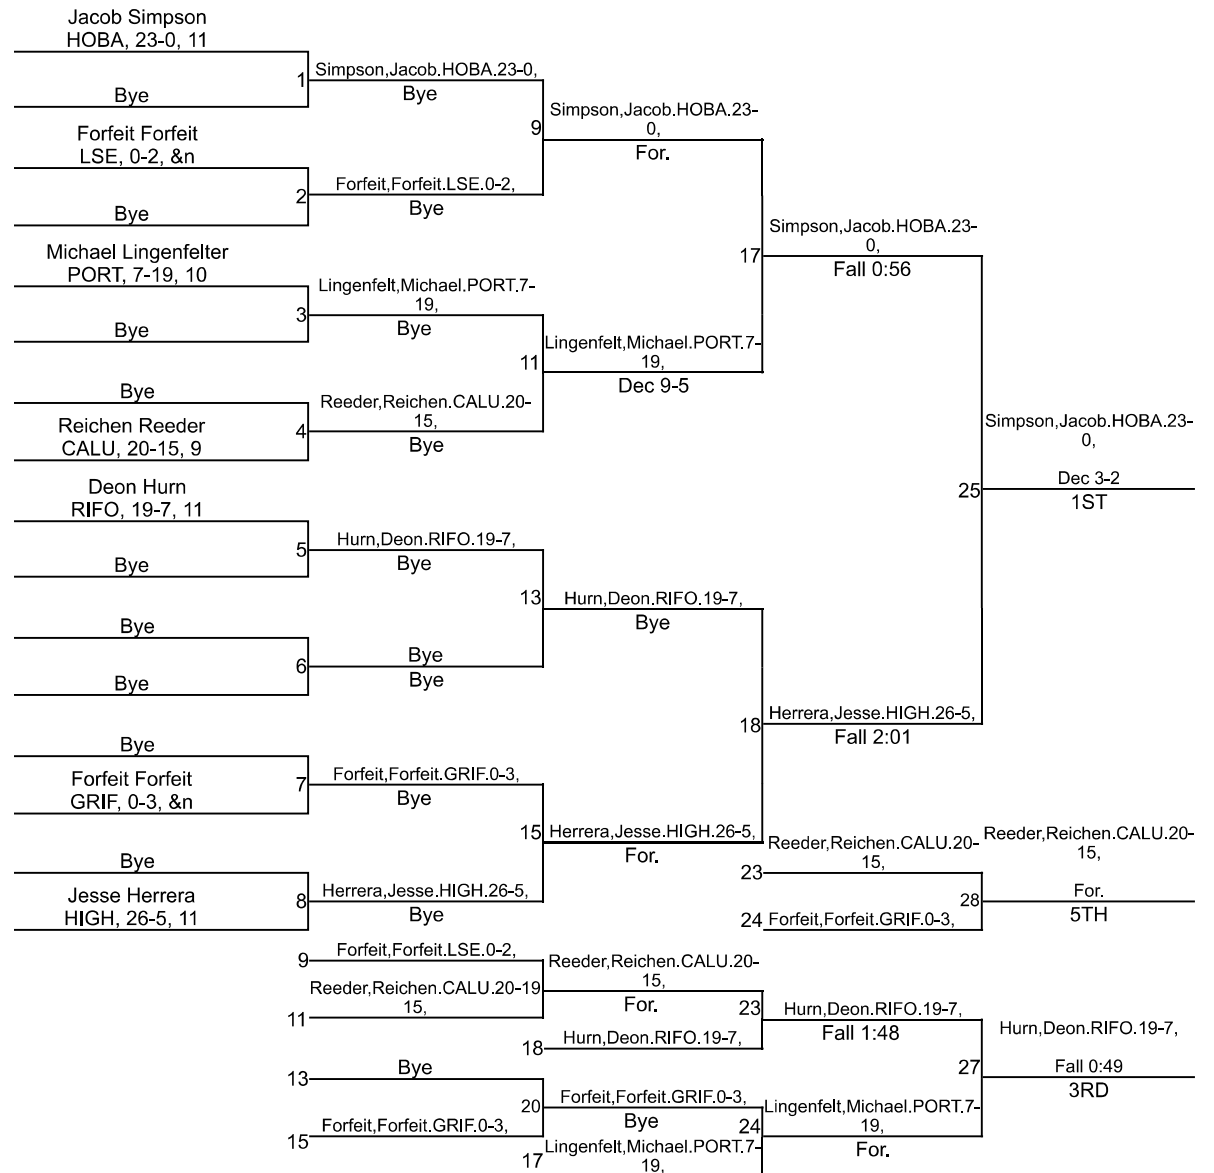 Jacob Simpson
HOBA, 23-0, 11
1
Bye
Simpson,Jacob.HOBA.23-0,
Bye
Forfeit Forfeit
LSE, 0-2, &n
2
Bye
Forfeit,Forfeit.LSE.0-2,
Bye
9
Simpson,Jacob.HOBA.23-
0,
For.
Michael Lingenfelter
PORT, 7-19, 10
3
Bye
Lingenfelt,Michael.PORT.7-
19,
Bye
Bye
4
Reichen Reeder
CALU, 20-15, 9
Reeder,Reichen.CALU.20-
15,
Bye
11
Lingenfelt,Michael.PORT.7-
19,
Dec 9-5
17
Simpson,Jacob.HOBA.23-
0,
Fall 0:56
Deon Hurn
RIFO, 19-7, 11
5
Bye
Hurn,Deon.RIFO.19-7,
Bye
Bye
6
Bye
Bye
Bye
13
Hurn,Deon.RIFO.19-7,
Bye
Bye
7
Forfeit Forfeit
GRIF, 0-3, &n
Forfeit,Forfeit.GRIF.0-3,
Bye
Bye
8
Jesse Herrera
HIGH, 26-5, 11
Herrera,Jesse.HIGH.26-5,
Bye
15
Herrera,Jesse.HIGH.26-5,
For.
18
Herrera,Jesse.HIGH.26-5,
Fall 2:01
25
Simpson,Jacob.HOBA.23-
0,
Dec 3-2
1ST
23
Reeder,Reichen.CALU.20-
15,
24
Forfeit,Forfeit.GRIF.0-3,
28
Reeder,Reichen.CALU.20-
15,
For.
5TH
9
Forfeit,Forfeit.LSE.0-2,
11
Reeder,Reichen.CALU.20-19
15,
Reeder,Reichen.CALU.20-
15,
For.
18
Hurn,Deon.RIFO.19-7,
23
Hurn,Deon.RIFO.19-7,
Fall 1:48
13
Bye
15
Forfeit,Forfeit.GRIF.0-3,
20
Forfeit,Forfeit.GRIF.0-3,
Bye
17
Lingenfelt,Michael.PORT.7-
19,
24
Lingenfelt,Michael.PORT.7-
19,
For.
27
Hurn,Deon.RIFO.19-7,
Fall 0:49
3RD